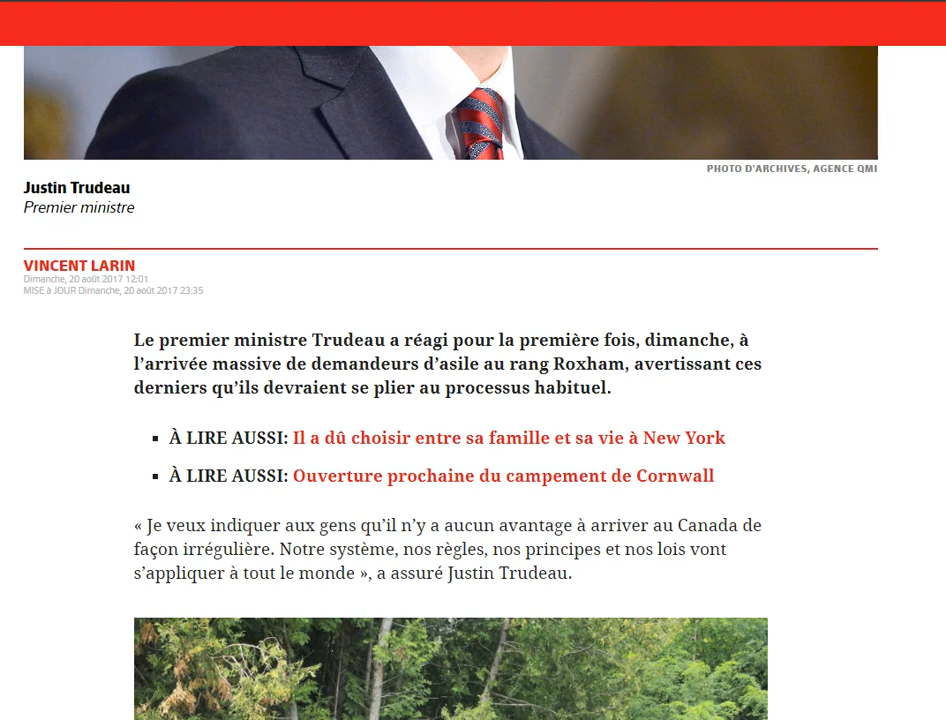 PHOTO D'ARCHIVES, AGENCE QMI
Justin Trudeau
Premier ministre
VINCENT LARIN
Dimanche, 20 août 2017 12:01
MISE à JOUR Dimanche, 20 août 2017 23:35
Le premier ministre Trudeau a réagi pour la première fois, dimanche, à
l’arrivée massive de demandeurs d’asile au rang Roxham, avertissant ces
derniers qu’ils devraient se plier au processus habituel.
À LIRE AUSSI: Il a dû choisir entre sa famille et sa vie à New York
À LIRE AUSSI: Ouverture prochaine du campement de Cornwall
« Je veux indiquer aux gens qu’il n’y a aucun avantage à arriver au Canada de
façon irrégulière. Notre système, nos règles, nos principes et nos lois vont
s’appliquer à tout le monde », a assuré Justin Trudeau.